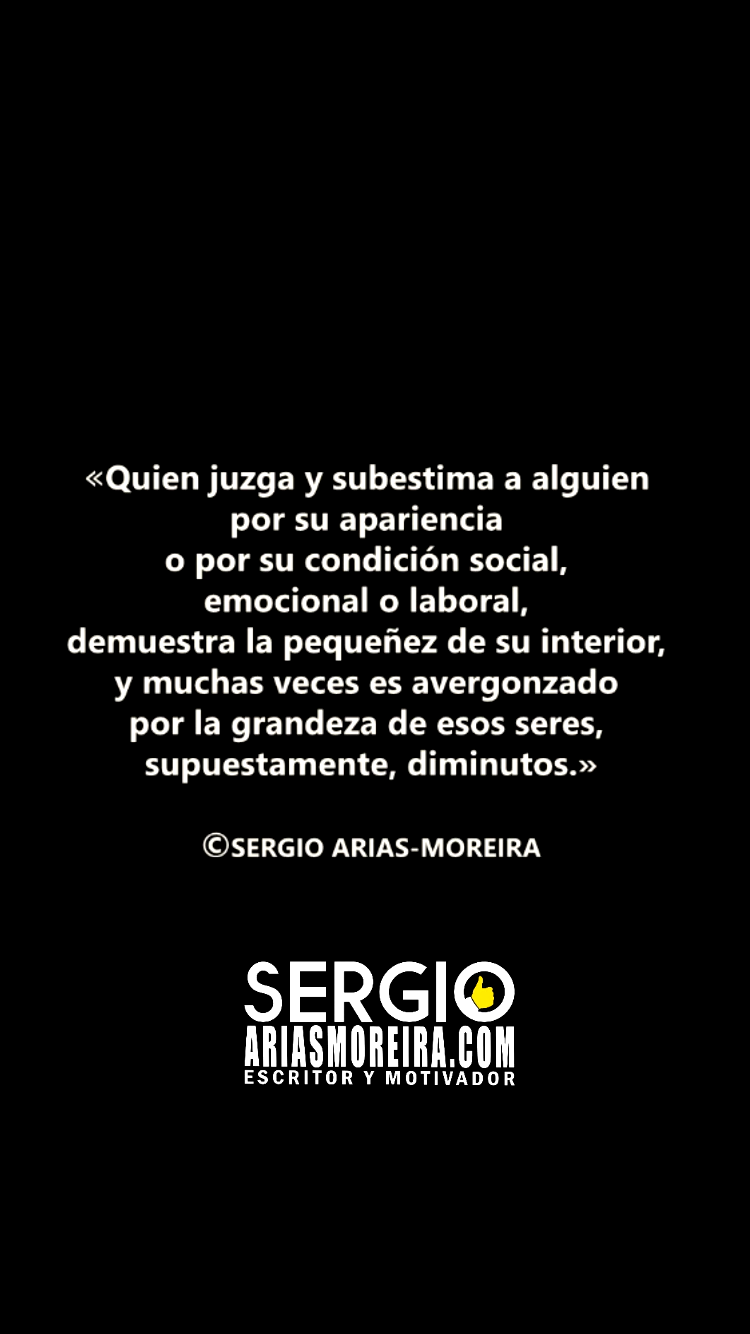 «Quien juzga y subestima a alguien
por su apariencia
o por su condición social,
emocional o laboral,
demuestra la pequeñez de su interior,
y muchas veces es avergonzado
por la grandeza de esos seres,
supuestamente, diminutos.»
©SERGIO ARIAS-MOREIRA
SERGIO
ARIASMOREIRA.COM
ESCRITOR Y MOTIVADOR